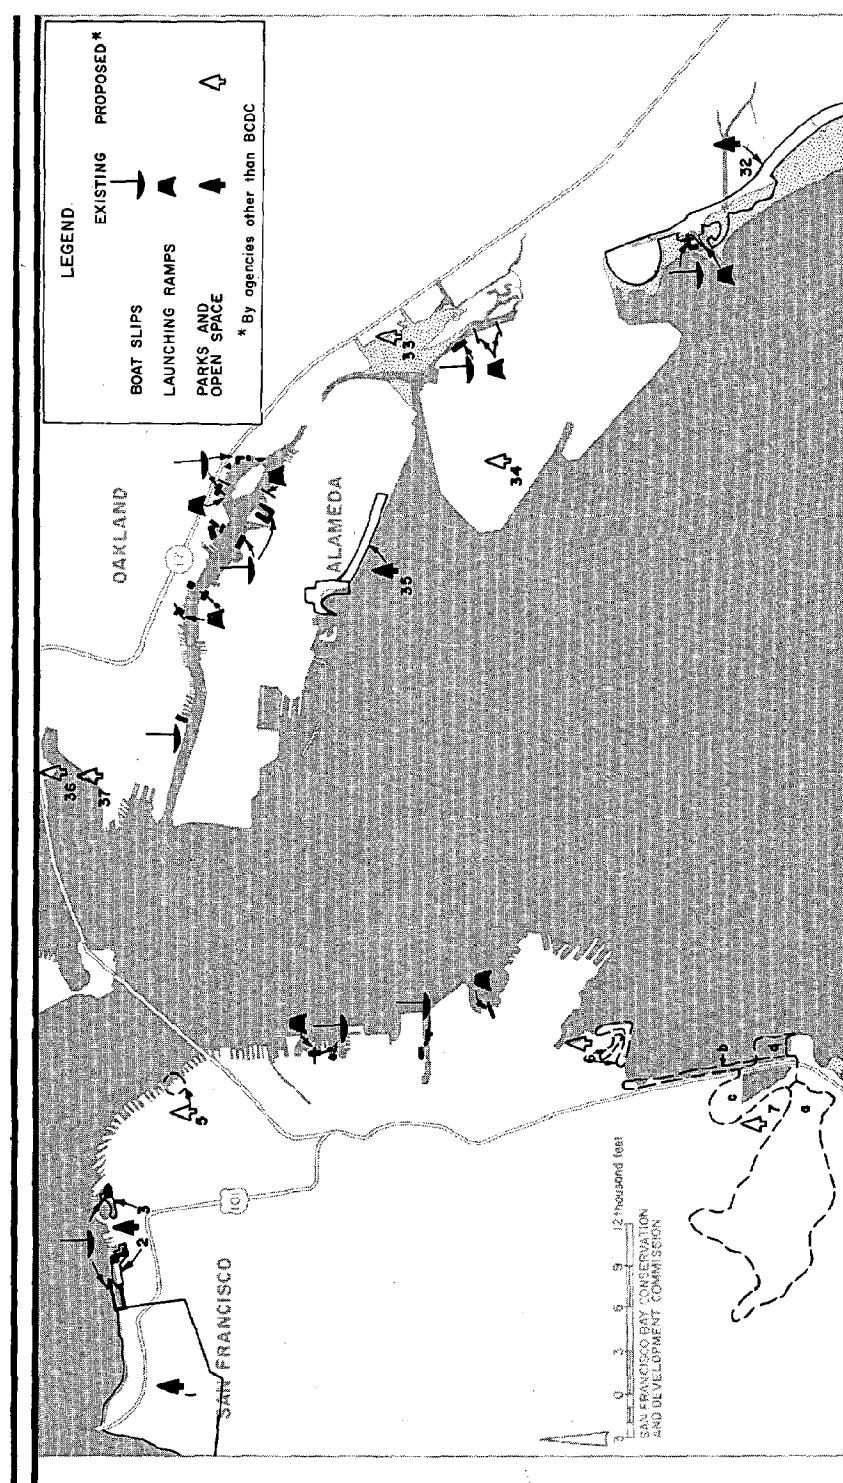 LEGEND
EXISTING PROPOSED*
BOAT SLIPS
LAUNCHING RAMPS
PARKS AND
OPEN SPACE
* By agencies other than BCDC
OAKLAND
17
ALAMEDA
SAN FRANCISCO
101
1
2
3
5
6
7
a
b
c
d
32
33
34
35
36
37
3 0 3 6 9 12 thousand feet
SAN FRANCISCO BAY CONSERVATION
AND DEVELOPMENT COMMISSION